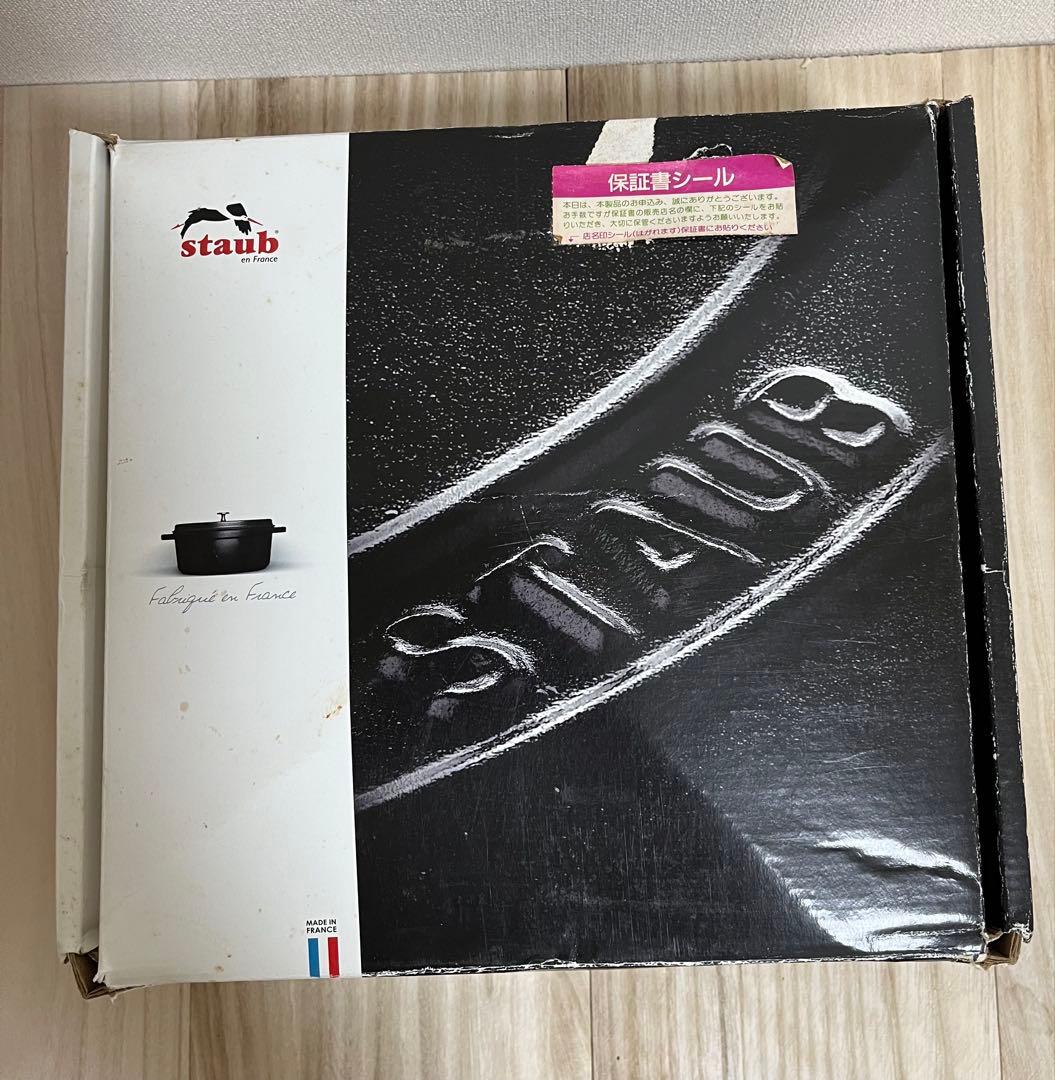 保証書シール
本日は、本製品のお申込み、誠にありがとうございます。
お手数ですが保証書の販売店名の欄に、下記のシールをお貼
りいただき、大切に保管くださいますようお願いいたします。
← 店名印シール(はがれます)保証書にお貼りください
staub
en France
STAUB
Fabriqué en France
MADE IN
FRANCE